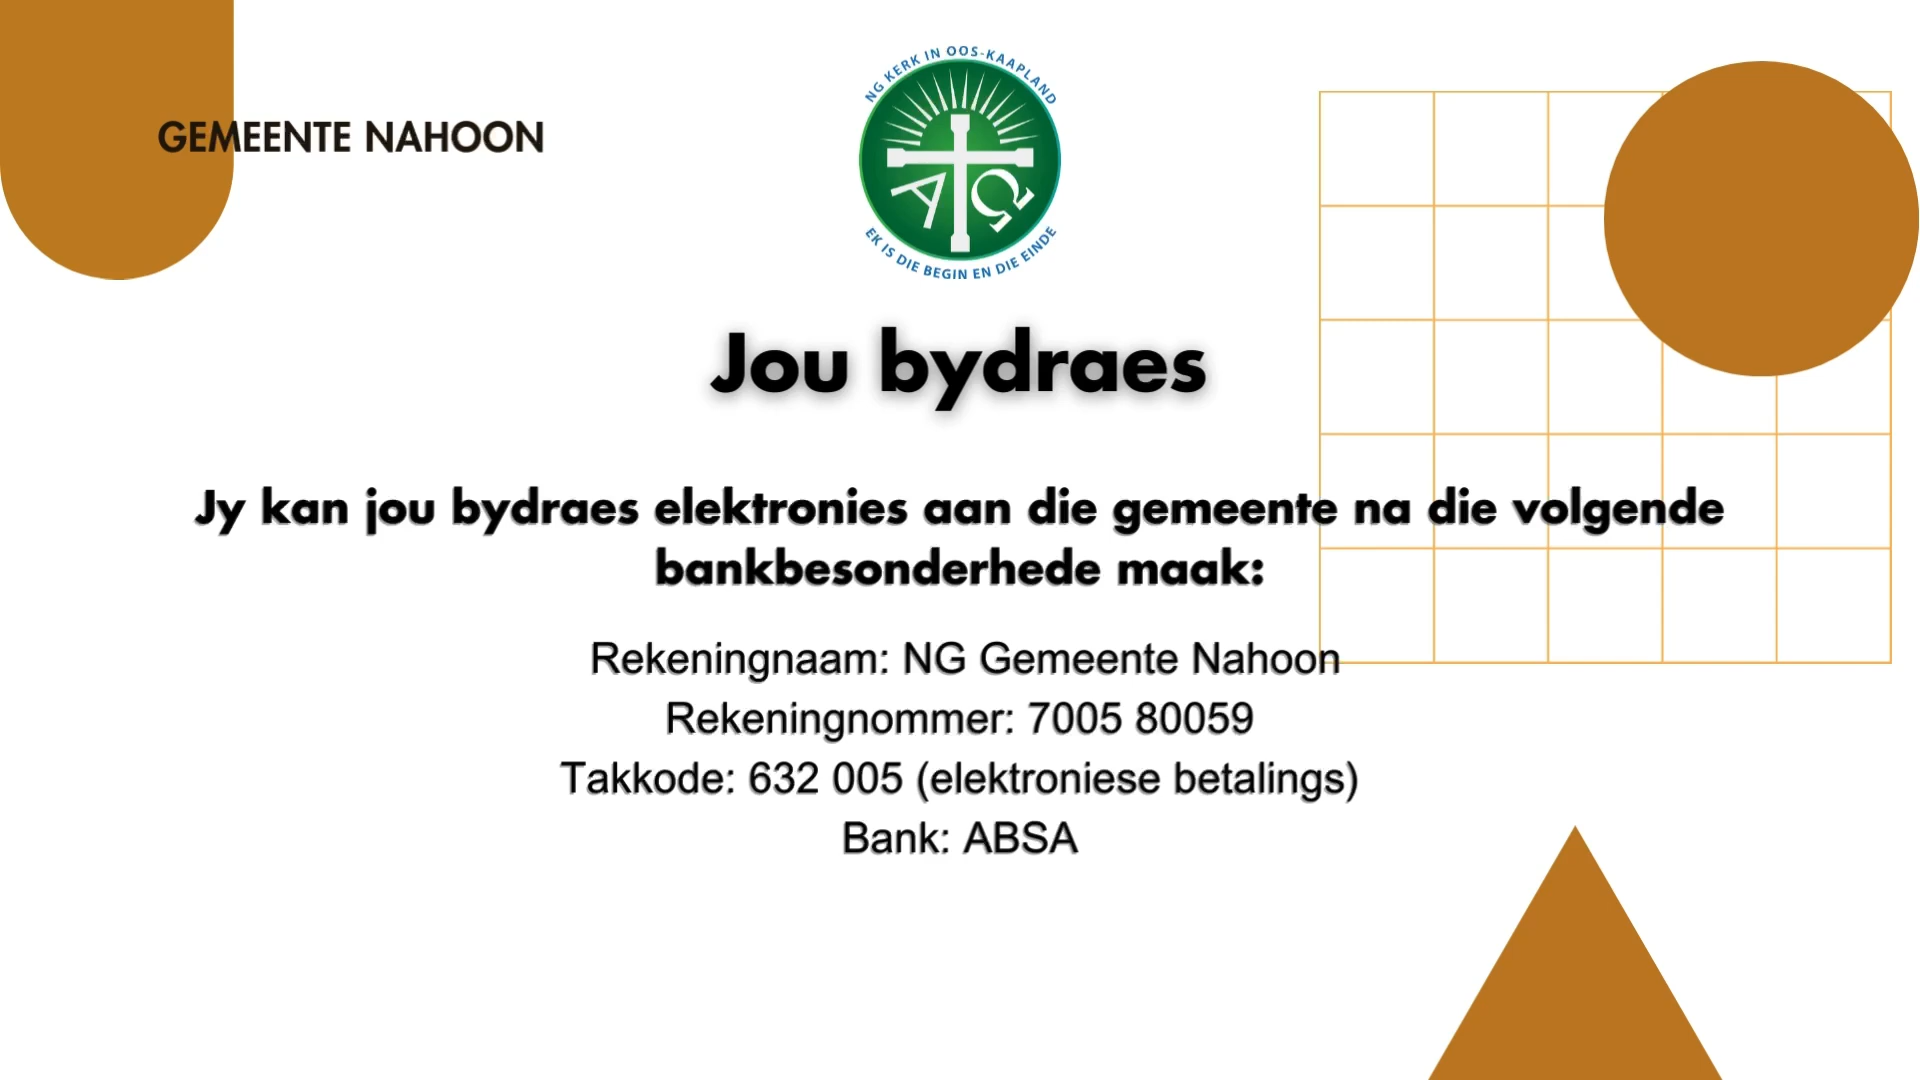 GEMEENTE NAHOON
NG KERK IN OOS-KAAPLAND
Α Ω
EK IS DIE BEGIN EN DIE EINDE
Jou bydraes
Jy kan jou bydraes elektronies aan die gemeente na die volgende
bankbesonderhede maak:
Rekeningnaam: NG Gemeente Nahoon
Rekeningnommer: 7005 80059
Takkode: 632 005 (elektroniese betalings)
Bank: ABSA